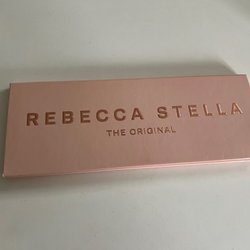 REBECCA STELLA
THE ORIGINAL